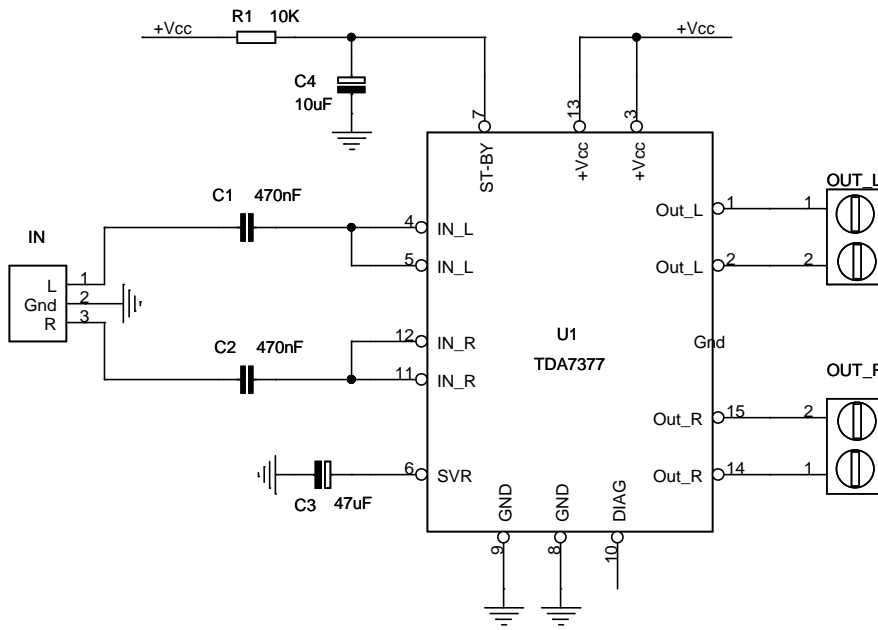 R1 10K
+Vcc
+Vcc
C4
10uF
7
13
3
ST-BY
+Vcc
+Vcc
OUT_L
C1 470nF
4
IN_L
Out_L
1
1
IN
5
IN_L
Out_L
2
2
L
1
Gnd
2
R
3
12
IN_R
U1
TDA7377
Gnd
C2 470nF
11
IN_R
OUT_R
Out_R
15
2
6
SVR
Out_R
14
1
C3 47uF
GND
GND
DIAG
9
8
10